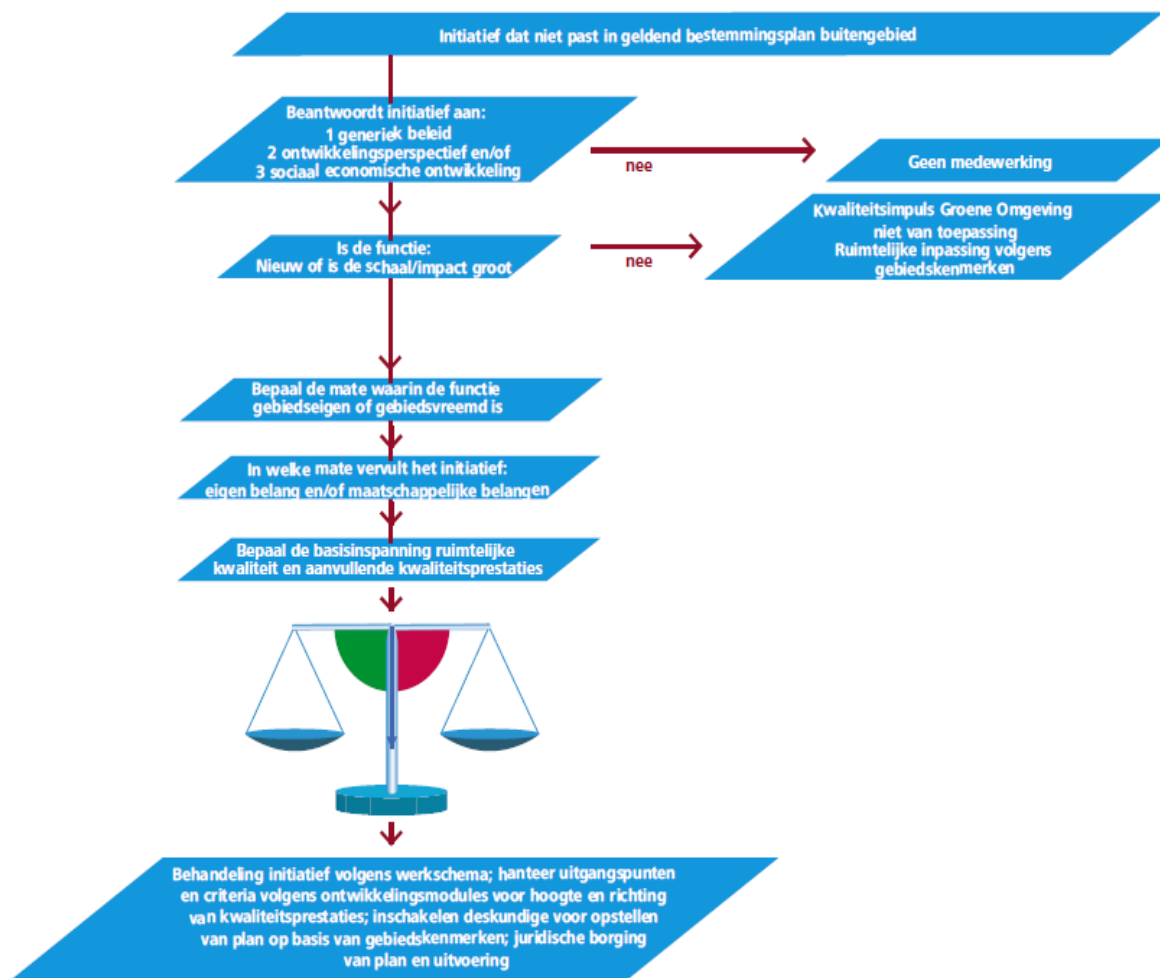 Initiatief dat niet past in geldend bestemmingsplan buitengebied
Beantwoordt initiatief aan:
1 generiek beleid
2 ontwikkelingsperspectief en/of
3 sociaal economische ontwikkeling
nee
Geen medewerking
Is de functie:
Nieuw of is de schaal/impact groot
nee
Kwaliteitsimpuls Groene Omgeving
niet van toepassing
Ruimtelijke inpassing volgens
gebiedskenmerken
Bepaal de mate waarin de functie
gebiedseigen of gebiedsvreemd is
In welke mate vervult het initiatief:
eigen belang en/of maatschappelijke belangen
Bepaal de basisinspanning ruimtelijke
kwaliteit en aanvullende kwaliteitsprestaties
Behandeling initiatief volgens werkschema; hanteer uitgangspunten
en criteria volgens ontwikkelingsmodules voor hoogte en richting
van kwaliteitsprestaties; inschakelen deskundige voor opstellen
van plan op basis van gebiedskenmerken; juridische borging
van plan en uitvoering